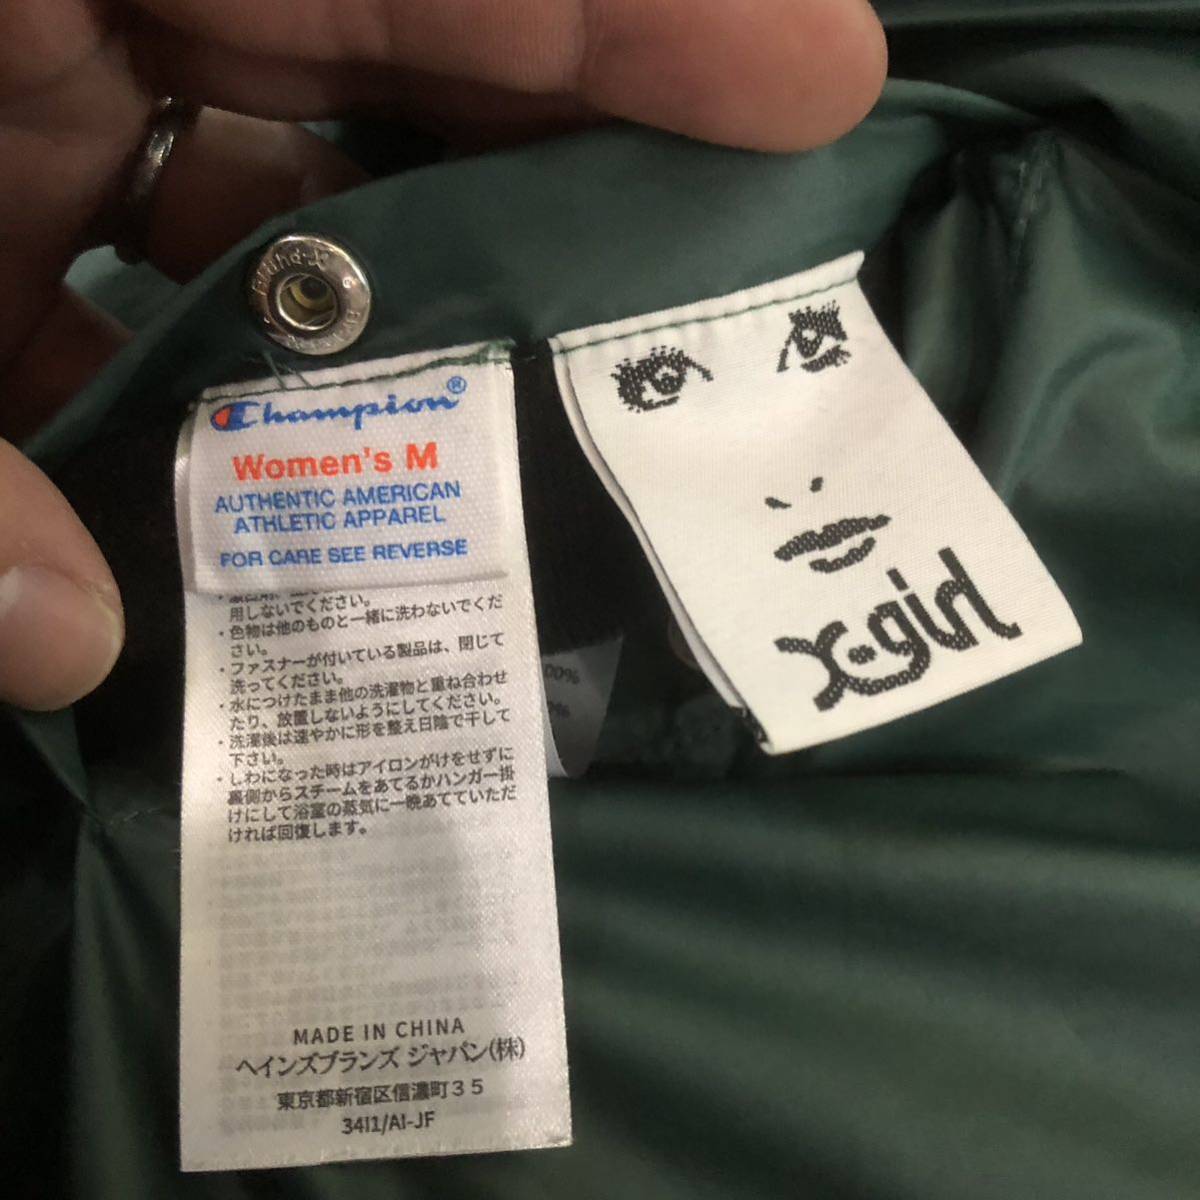 Champion®
Women's M
AUTHENTIC AMERICAN
ATHLETIC APPAREL
FOR CARE SEE REVERSE
用しないでください。
・色物は他のものと一緒に洗わないでくだ
さい。
・ファスナーが付いている製品は、閉じて
洗ってください。
・水につけたまま他の洗濯物と重ね合わせ
たり、放置しないようにしてください。
・洗濯後は速やかに形を整え日陰で干して
下さい。
・しわになった時はアイロンがけをせずに
裏側からスチームをあてるかハンガー掛
けにして浴室の蒸気に一晩あてていただ
ければ回復します。
MADE IN CHINA
ヘインズブランズ ジャパン(株)
東京都新宿区信濃町35
34I1/AI-JF
X-girl